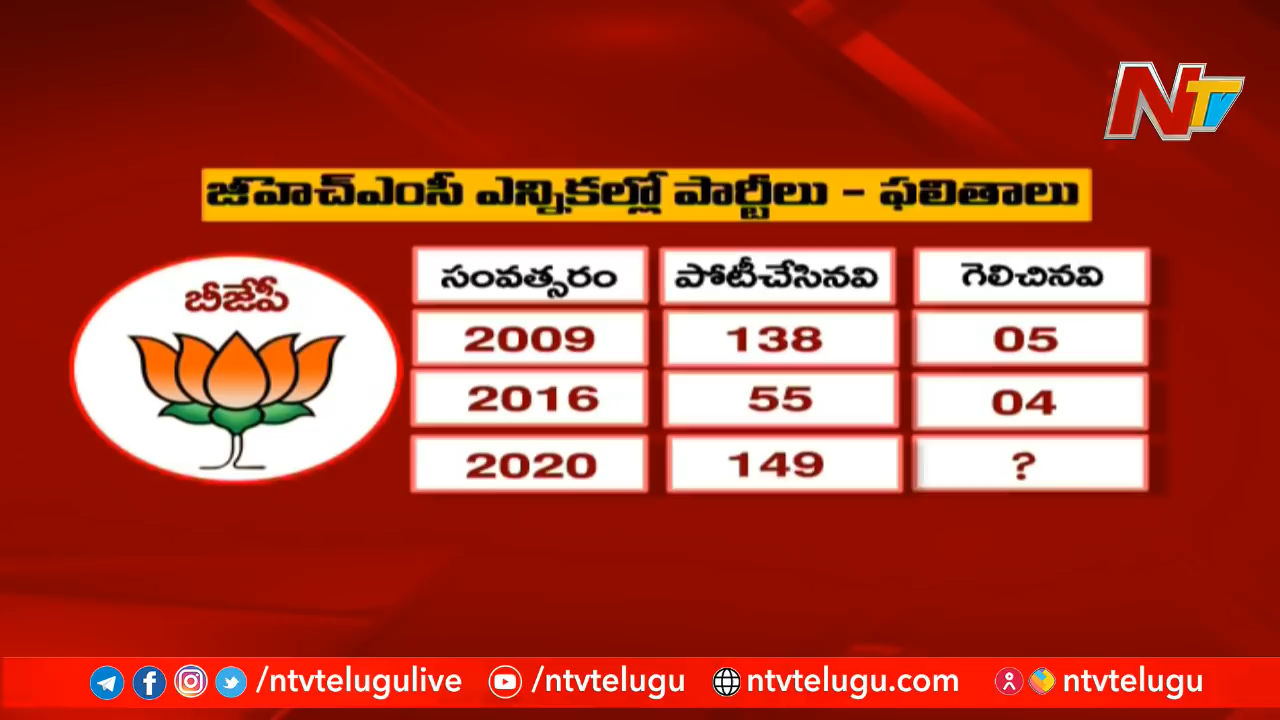 NTV
జీహెచ్ఎంసీ ఎన్నికల్లో పార్టీలు - ఫలితాలు
బీజేపీ
సంవత్సరం పోటీచేసినవి గెలిచినవి
2009 138 05
2016 55 04
2020 149 ?
/ntvtelugulive /ntvtelugu ntvtelugu.com ntvtelugu